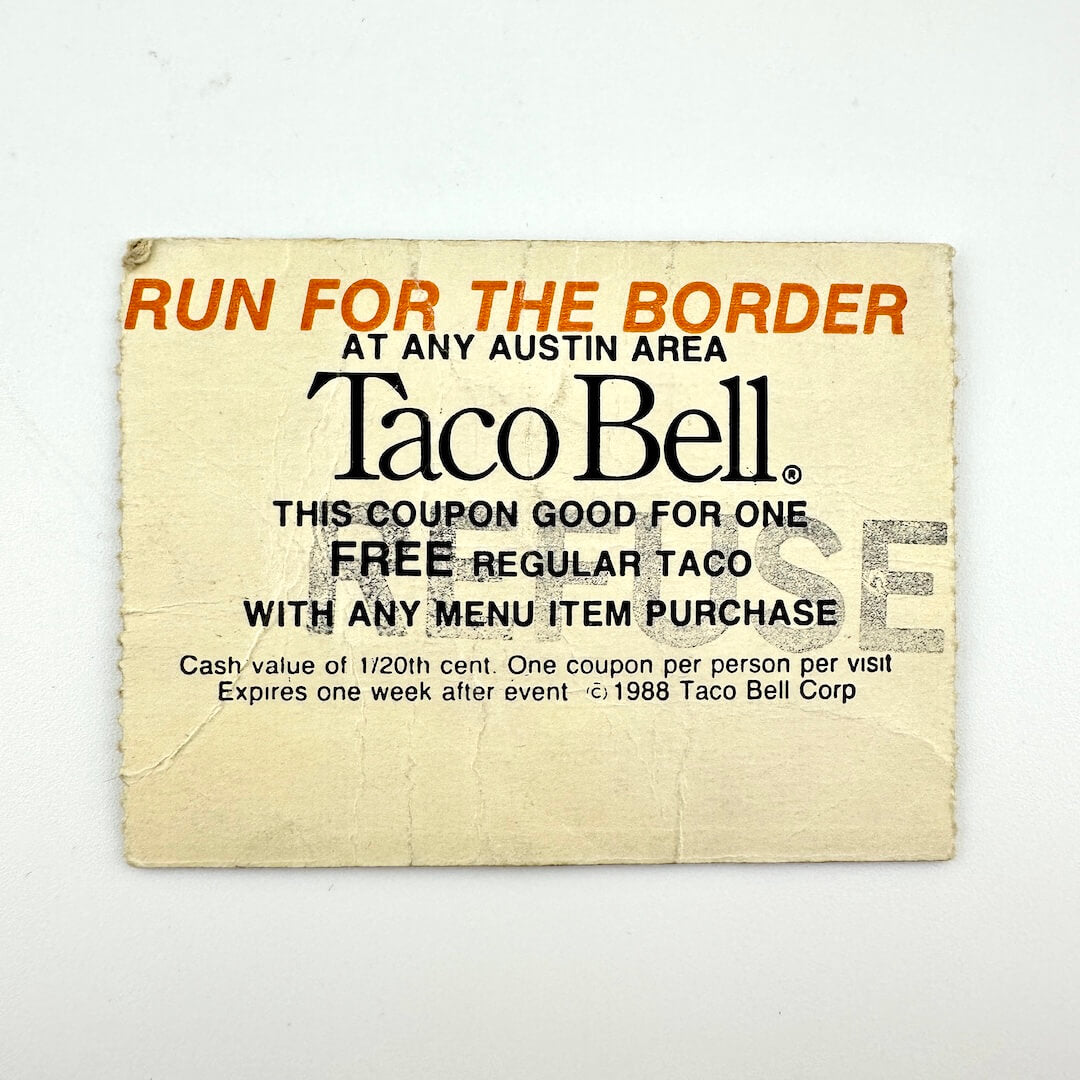 RUN FOR THE BORDER
AT ANY AUSTIN AREA
Taco Bell®
THIS COUPON GOOD FOR ONE
FREE REGULAR TACO
REFUSE
WITH ANY MENU ITEM PURCHASE
Cash value of 1/20th cent. One coupon per person per visit
Expires one week after event © 1988 Taco Bell Corp